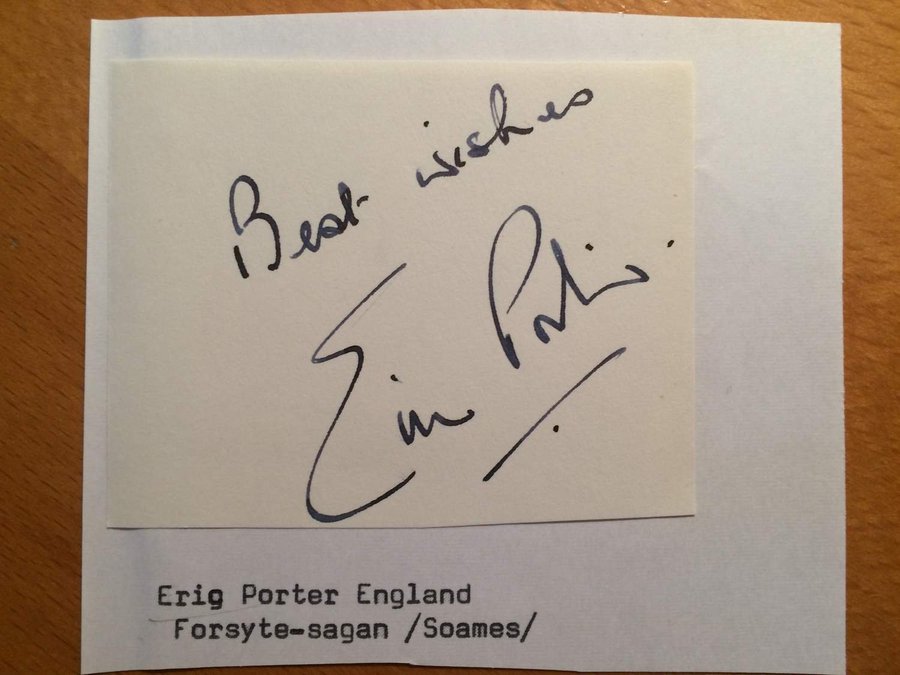 Best wishes
Eric Porter.
Erig Porter England
Forsyte-sagan /Soames/